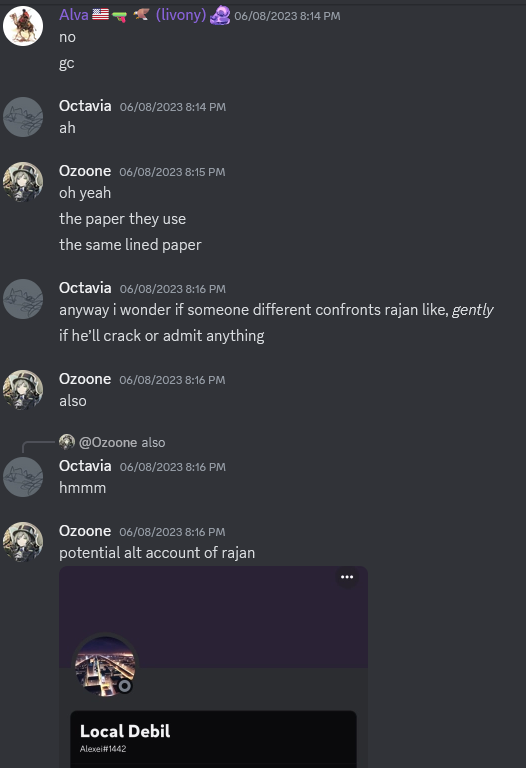 Alva 🇺🇸 🔫 🦅 (livony) 06/08/2023 8:14 PM
no
gc
Octavia 06/08/2023 8:14 PM
ah
Ozoone 06/08/2023 8:15 PM
oh yeah
the paper they use
the same lined paper
Octavia 06/08/2023 8:16 PM
anyway i wonder if someone different confronts rajan like, gently
if he’ll crack or admit anything
Ozoone 06/08/2023 8:16 PM
also
@Ozoone also
Octavia 06/08/2023 8:16 PM
hmmm
Ozoone 06/08/2023 8:16 PM
potential alt account of rajan
Local Debil
Alexei#1442